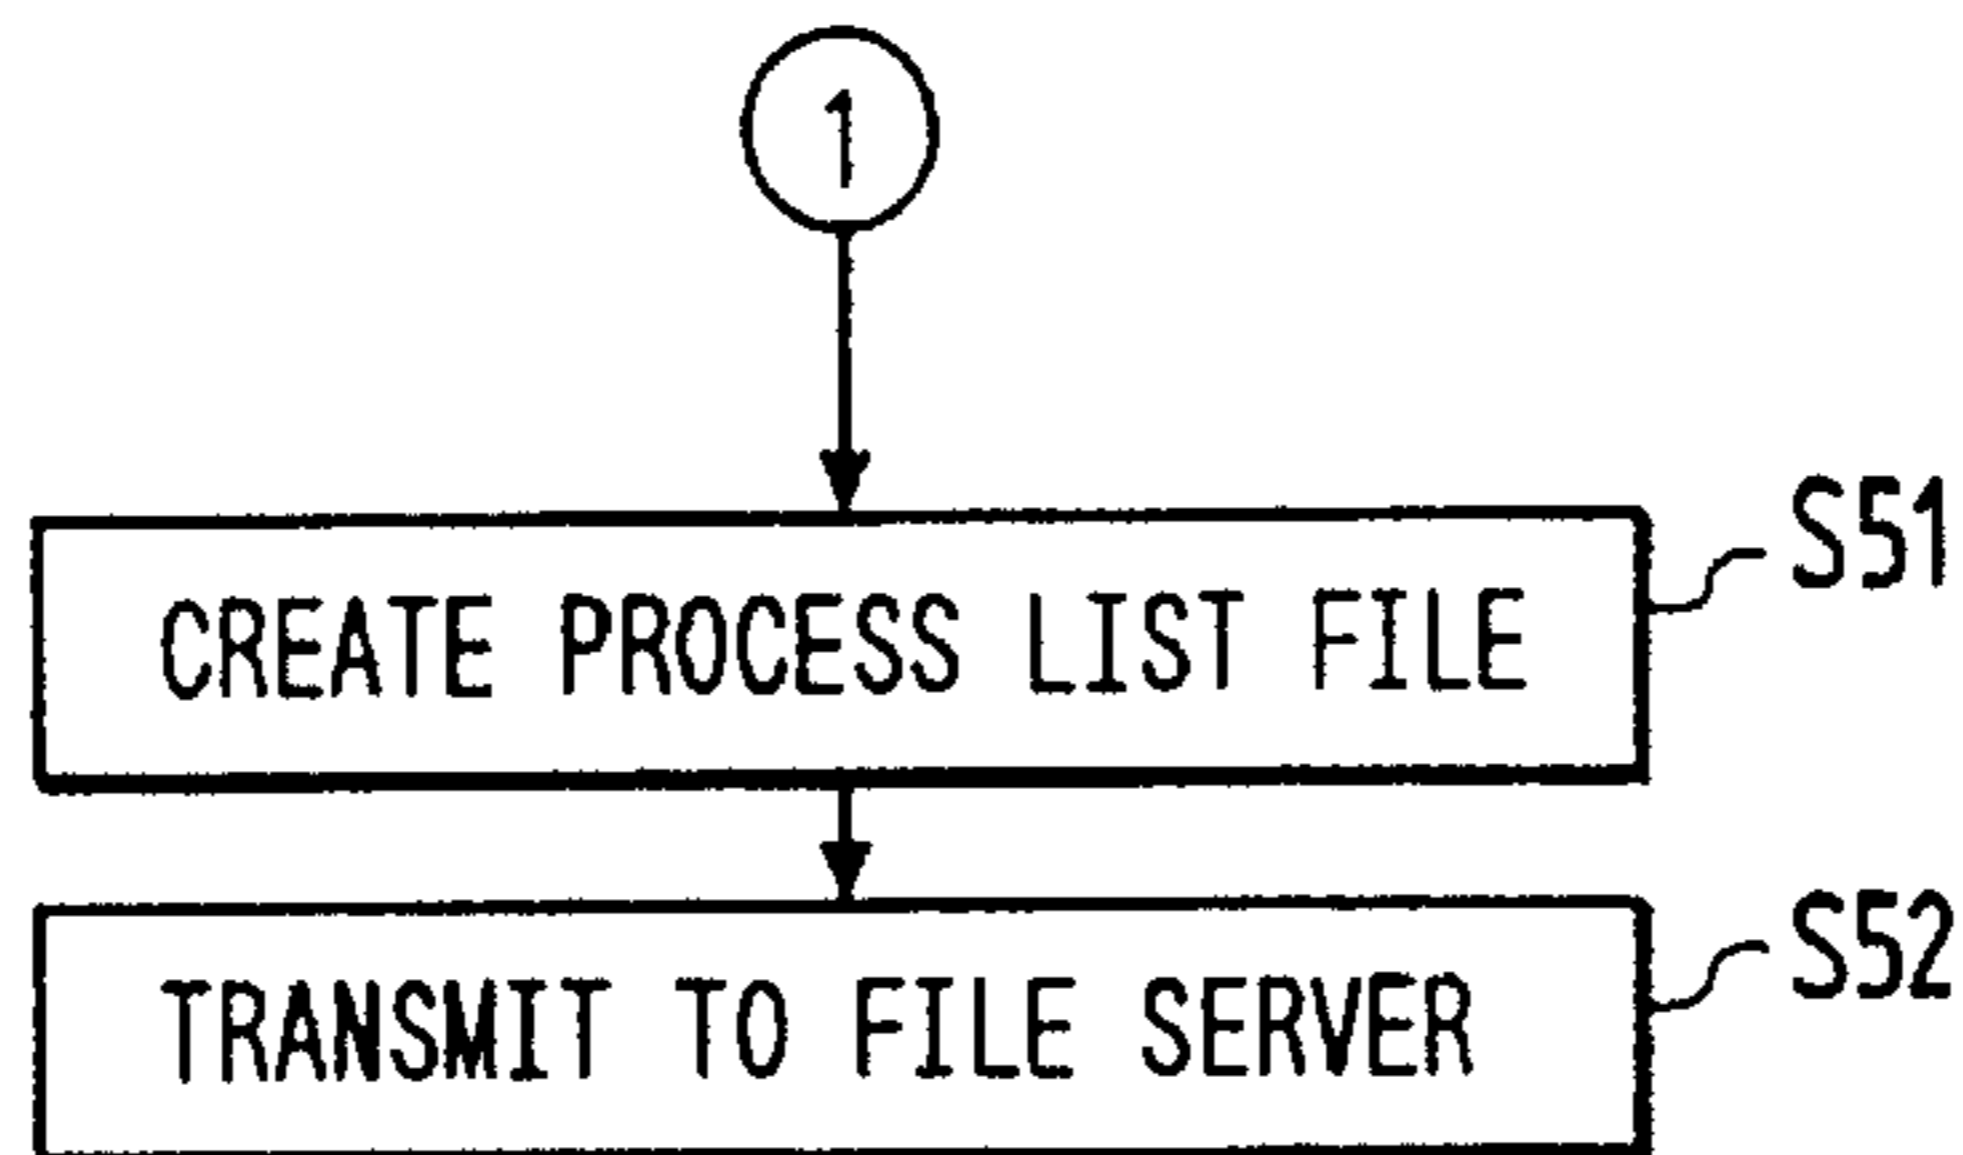 1
S51
CREATE PROCESS LIST FILE
S52
TRANSMIT TO FILE SERVER